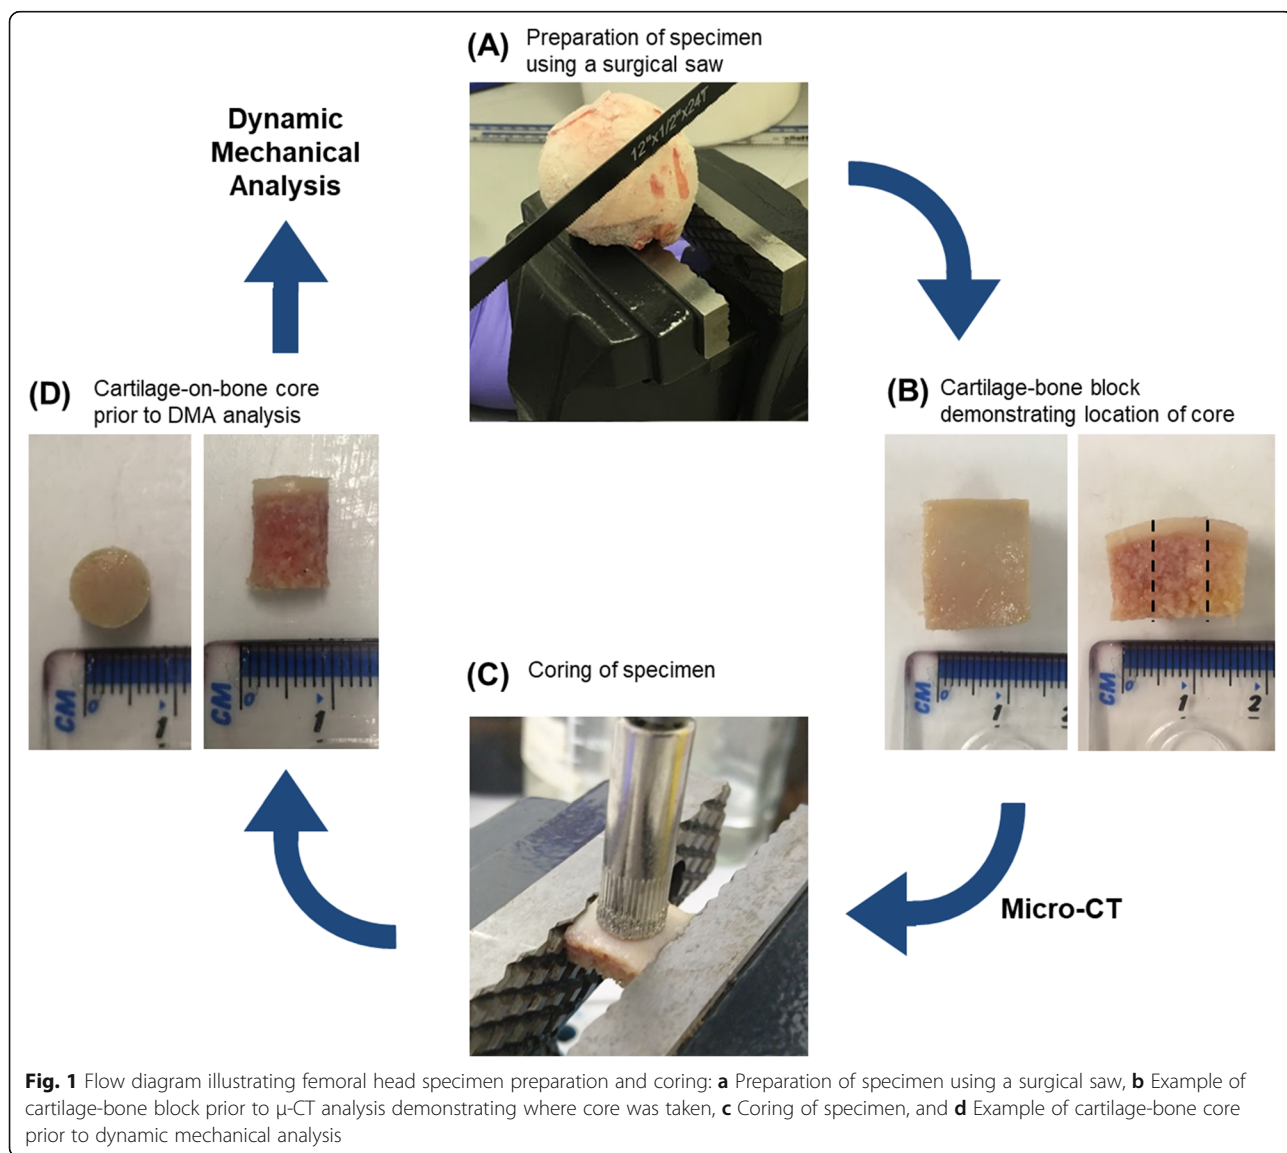 (A) Preparation of specimen
using a surgical saw
12"x1/2"x24T
Dynamic
Mechanical
Analysis
(D) Cartilage-on-bone core
prior to DMA analysis
CM 0 1
CM 0 1
(B) Cartilage-bone block
demonstrating location of core
CM 0 1 2
CM 0 1 2
(C) Coring of specimen
Micro-CT
Fig. 1 Flow diagram illustrating femoral head specimen preparation and coring: a Preparation of specimen using a surgical saw, b Example of
cartilage-bone block prior to μ-CT analysis demonstrating where core was taken, c Coring of specimen, and d Example of cartilage-bone core
prior to dynamic mechanical analysis